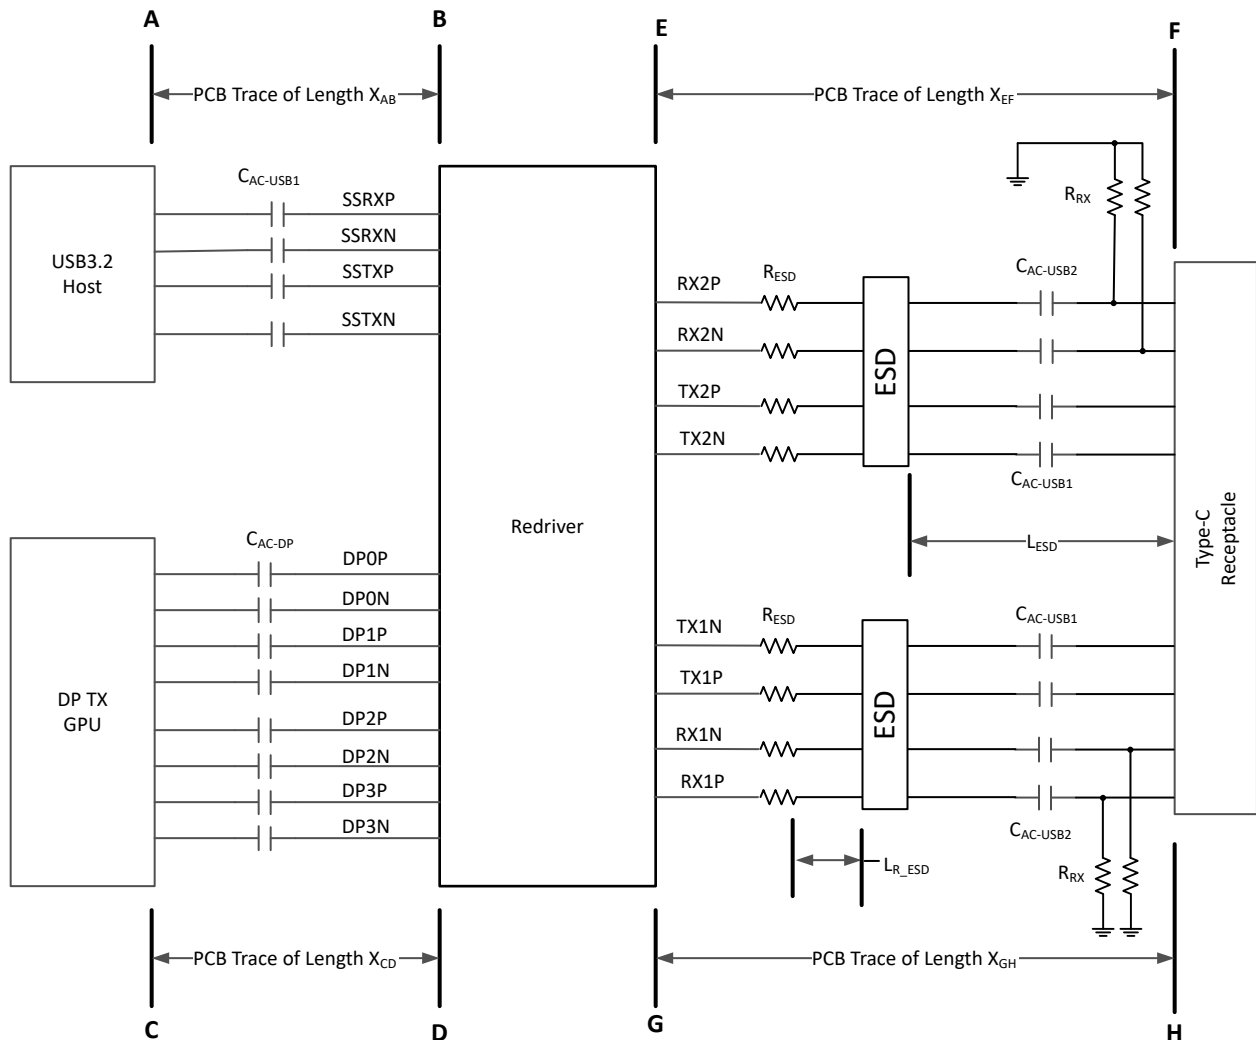 A
B
E
F
PCB Trace of Length XAB
PCB Trace of Length XEF
CAC-USB1
SSRXP
SSRXN
SSTXP
SSTXN
USB3.2
Host
RRX
RX2P
RX2N
TX2P
TX2N
RESD
ESD
CAC-USB2
CAC-USB1
Redriver
LESD
Type-C
Receptacle
CAC-DP
DP0P
DP0N
DP1P
DP1N
DP2P
DP2N
DP3P
DP3N
DP TX
GPU
TX1N
TX1P
RX1N
RX1P
RESD
ESD
CAC-USB1
CAC-USB2
LR_ESD
RRX
PCB Trace of Length XCD
PCB Trace of Length XGH
C
D
G
H